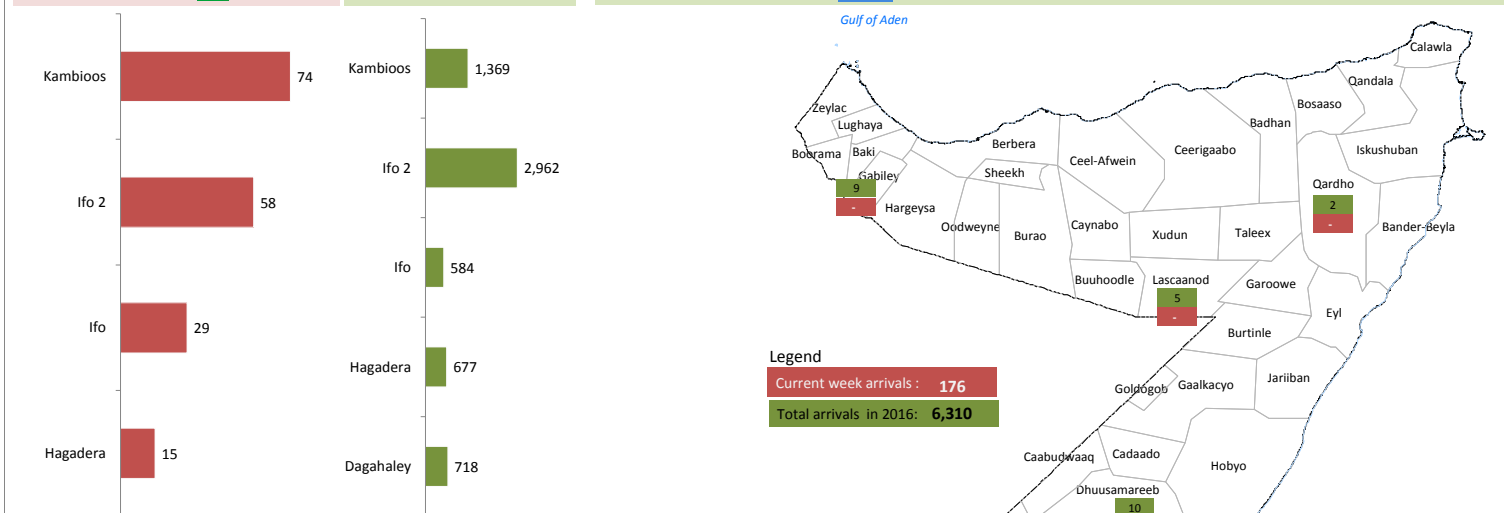 Kambioos
74
Ifo 2
58
Ifo
29
Hagadera
15
Kambioos
1,369
Ifo 2
2,962
Ifo
584
Hagadera
677
Dagahaley
718
Gulf of Aden
Calawla
Qandala
Bosaaso
Zeylac
Badhan
Lughaya
Berbera
Ceerigaabo
Iskushuban
Boorama
Baki
Ceel-Afwein
Gabiley
Sheekh
Qardho
9
-
2
-
Hargeysa
Oodweyne
Burao
Caynabo
Xudun
Taleex
Bander-Beyla
Buuhoodle
Lascaanod
5
-
Garoowe
Eyl
Burtinle
Legend
Current week arrivals : 176
Total arrivals in 2016: 6,310
Goldogob
Gaalkacyo
Jariiban
Caabudwaaq
Cadaado
Hobyo
Dhuusamareeb
10